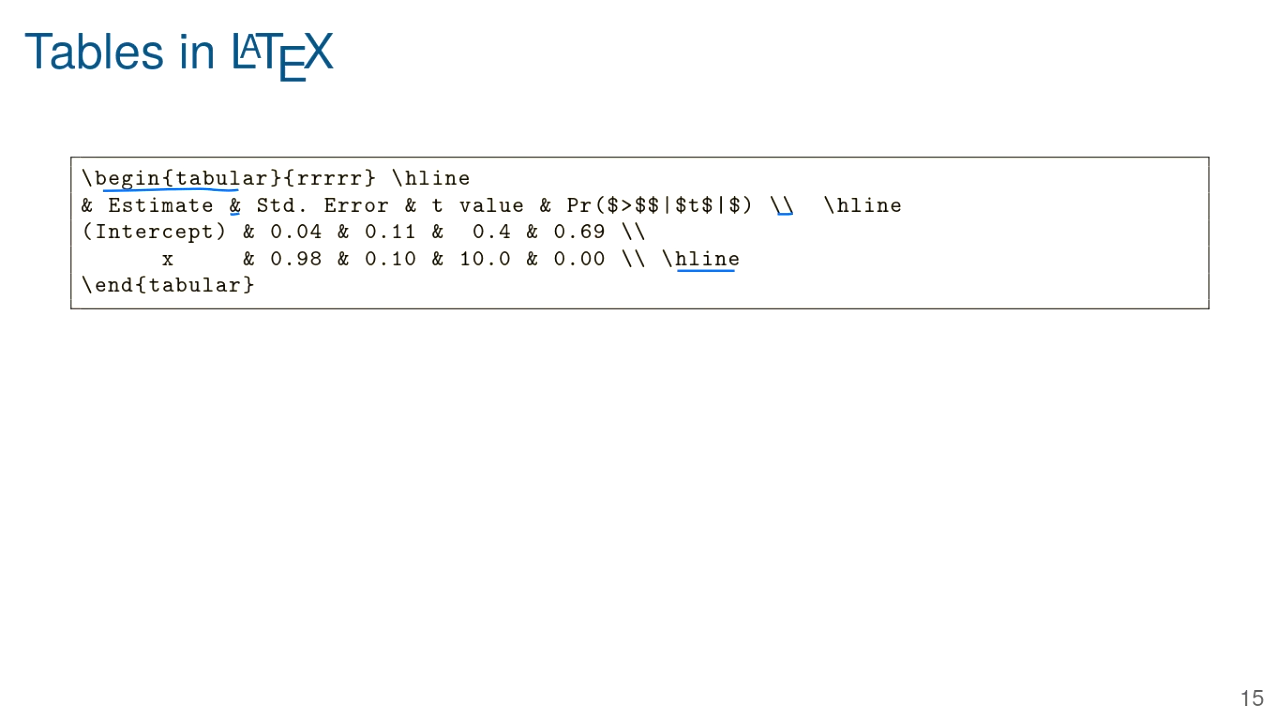 Tables in LATEX
\begin{tabular}{rrrrr} \hline
& Estimate & Std. Error & t value & Pr($>$$|$t$|$) \\ \hline
(Intercept) & 0.04 & 0.11 & 0.4 & 0.69 \\
x & 0.98 & 0.10 & 10.0 & 0.00 \\ \hline
\end{tabular}
15